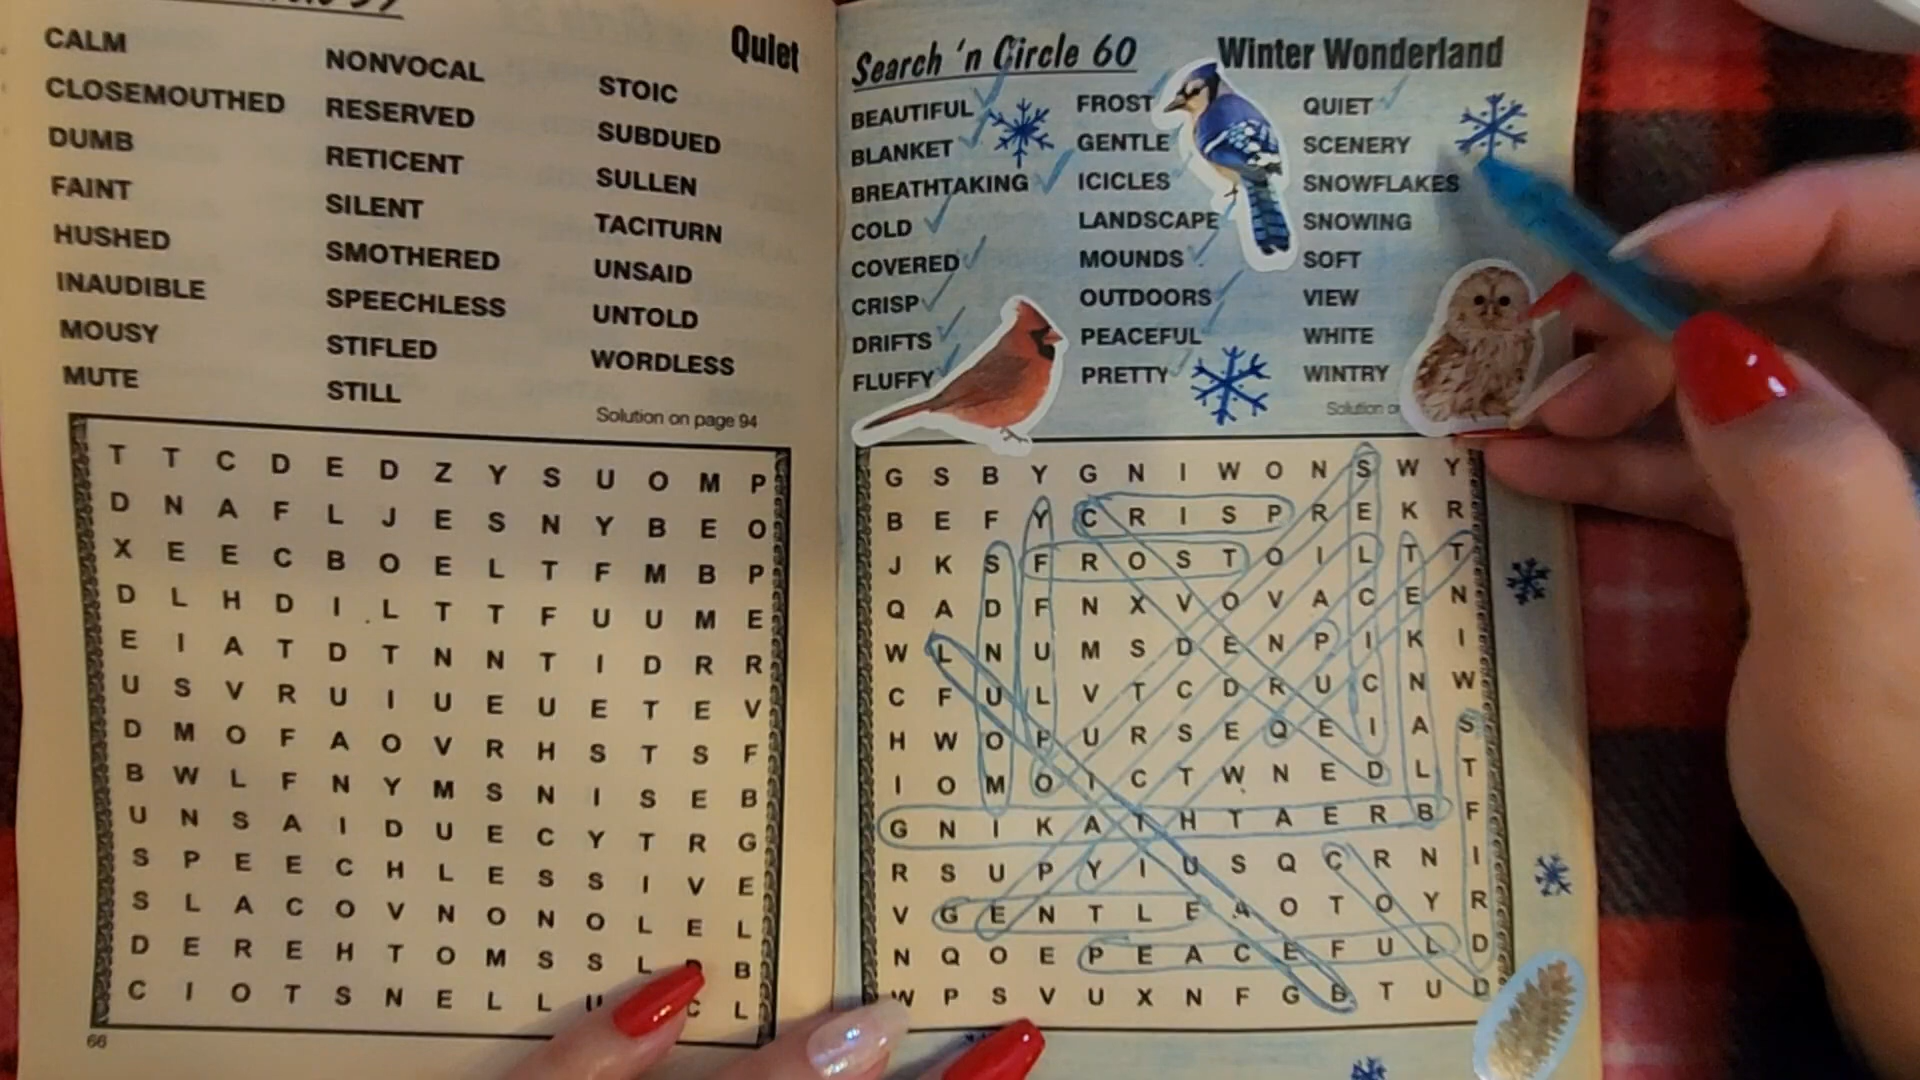 Quiet
CALM
CLOSEMOUTHED
DUMB
FAINT
HUSHED
INAUDIBLE
MOUSY
MUTE
NONVOCAL
RESERVED
RETICENT
SILENT
SMOTHERED
SPEECHLESS
STIFLED
STILL
STOIC
SUBDUED
SULLEN
TACITURN
UNSAID
UNTOLD
WORDLESS
Solution on page 94
T T C D E D Z Y S U O M P
D N A F L J E S N Y B E O
X E E C B O E L T F M B P
D L H D I L T T F U U M E
E I A T D T N N T I D R R
U S V R U I U E U E T E V
D M O F A O V R H S T S F
B W L F N Y M S N I S E B
U N S A I D U E C Y T R G
S P E E C H L E S S I V E
S L A C O V N O N O L E L
D E R E H T O M S S L B
C I O T S N E L L U C L
66
Search 'n Circle 60
Winter Wonderland
BEAUTIFUL
BLANKET
BREATHTAKING
COLD
COVERED
CRISP
DRIFTS
FLUFFY
FROST
GENTLE
ICICLES
LANDSCAPE
MOUNDS
OUTDOORS
PEACEFUL
PRETTY
QUIET
SCENERY
SNOWFLAKES
SNOWING
SOFT
VIEW
WHITE
WINTRY
Solution
G S B Y G N I W O N S W Y
B E F Y C R I S P R E K R
J K S F R O S T O I L T T
Q A D F N X V O V A C E N
W L N U M S D E N P I K I
C F U L V T C D R U C N W
H W O F U R S E Q E I A S
I O M O I C T W N E D L T
G N I K A T H T A E R B F
R S U P Y I U S Q C R N I
V G E N T L E A O T O Y R
N Q O E P E A C E F U L D
W P S V U X N F G B T U D